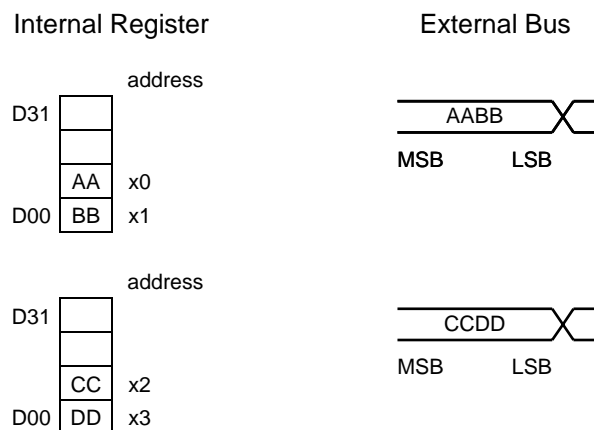 Internal Register External Bus
address
D31 AABB
MSB LSB
AA x0
D00 BB x1
address
D31 CCDD
MSB LSB
CC x2
D00 DD x3